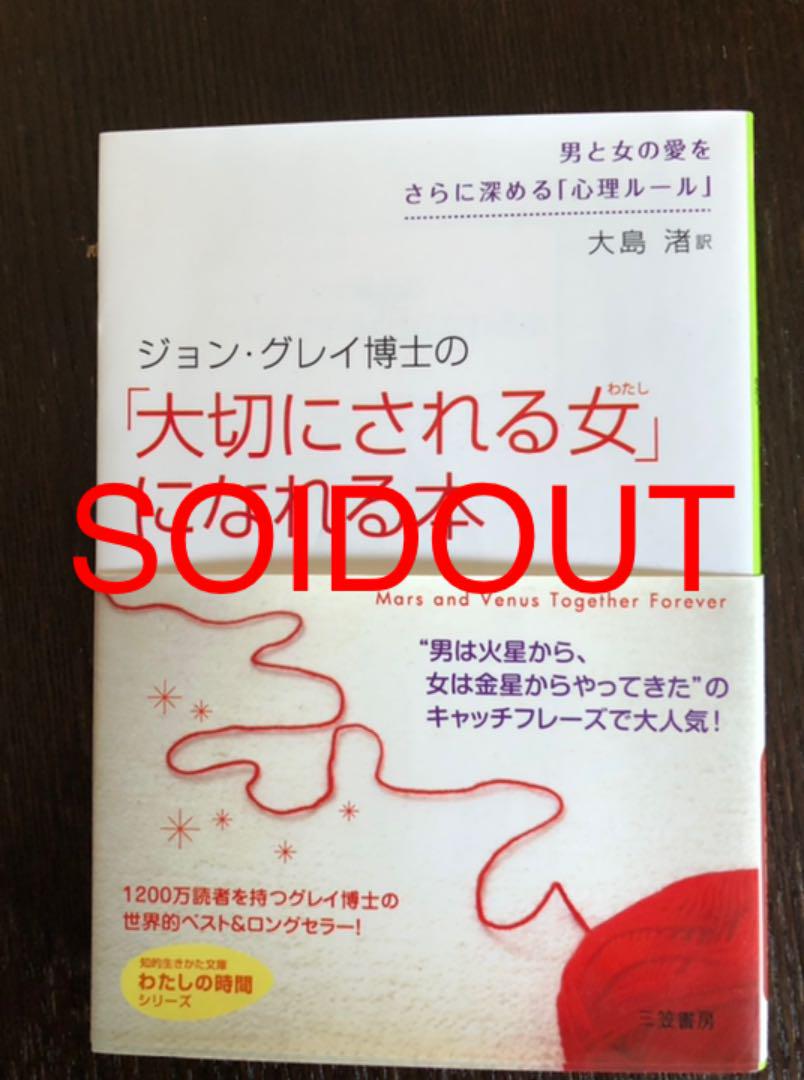 男と女の愛を
さらに深める「心理ルール」
大島 渚訳
ジョン・グレイ博士の
わたし
「大切にされる女」
になれる本
SOIDOUT
Mars and Venus Together Forever
“男は火星から、
女は金星からやってきた”の
キャッチフレーズで大人気!
1200万読者を持つグレイ博士の
世界的ベスト&ロングセラー!
知的生きかた文庫
わたしの時間
シリーズ
三笠書房